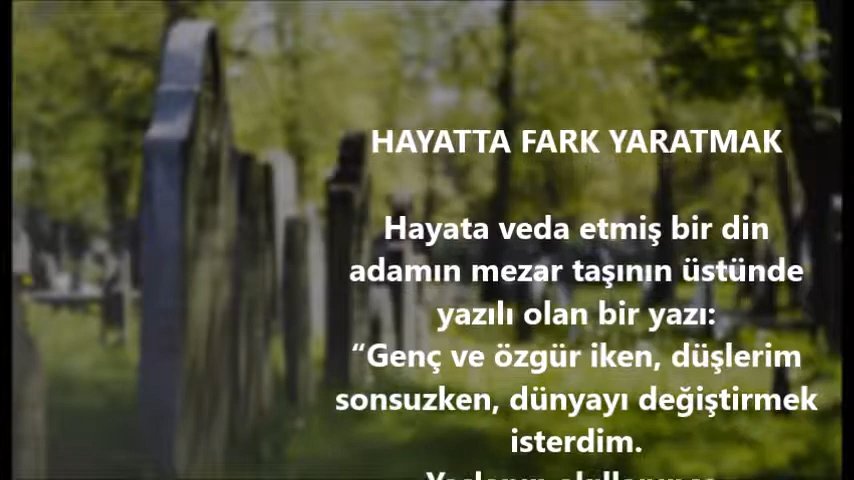 HAYATTA FARK YARATMAK
Hayata veda etmiş bir din
adamın mezar taşının üstünde
yazılı olan bir yazı:
“Genç ve özgür iken, düşlerim
sonsuzken, dünyayı değiştirmek
isterdim.